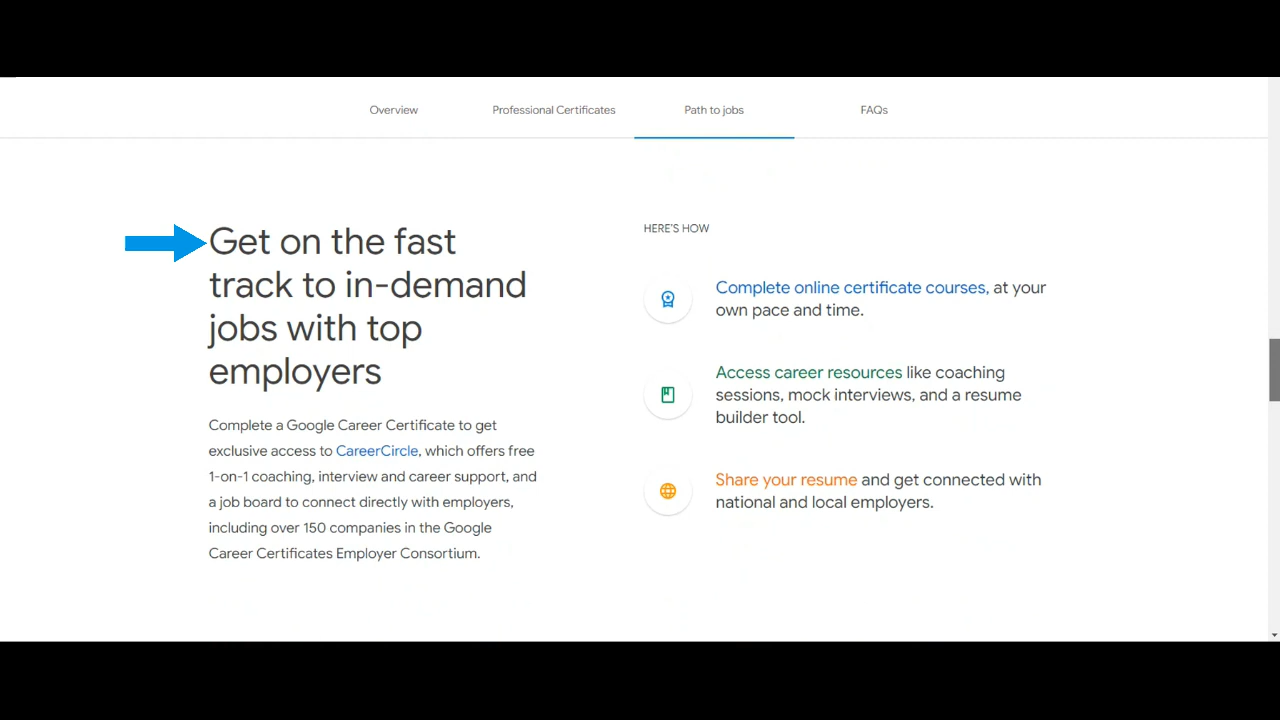 Overview Professional Certificates Path to jobs FAQs
Get on the fast
track to in-demand
jobs with top
employers
Complete a Google Career Certificate to get
exclusive access to CareerCircle, which offers free
1-on-1 coaching, interview and career support, and
a job board to connect directly with employers,
including over 150 companies in the Google
Career Certificates Employer Consortium.
HERE'S HOW
Complete online certificate courses, at your
own pace and time.
Access career resources like coaching
sessions, mock interviews, and a resume
builder tool.
Share your resume and get connected with
national and local employers.